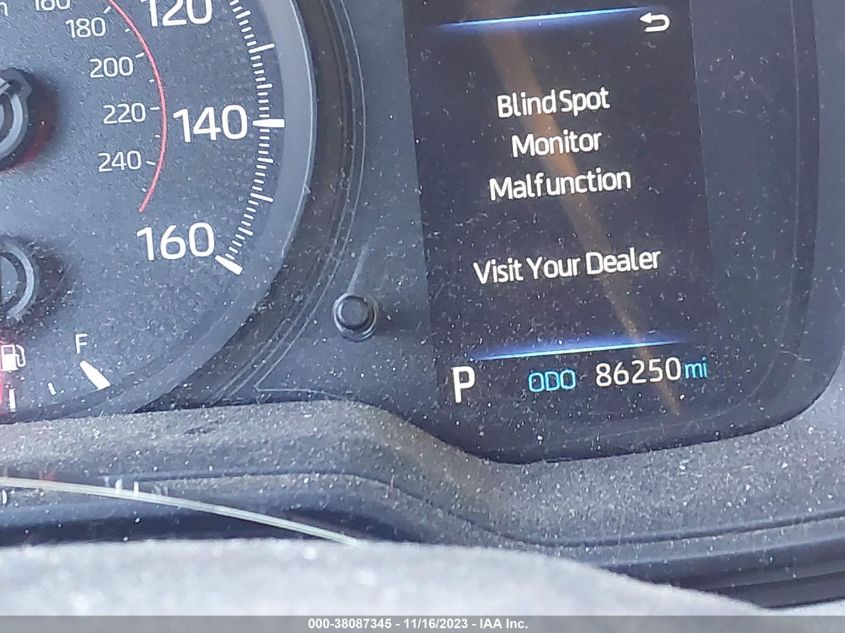 180
120
200
220
140
240
160
F
Blind Spot
Monitor
Malfunction
Visit Your Dealer
P ODO 86250 mi
000-38087345 - 11/16/2023 - IAA Inc.